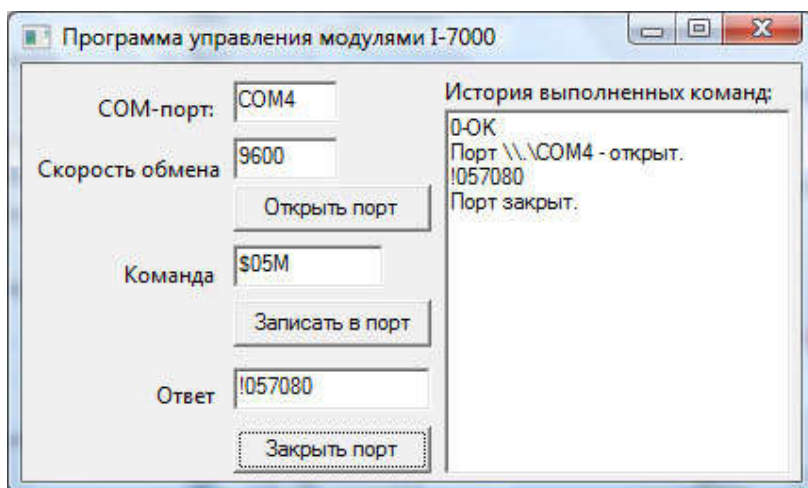 Программа управления модулями I-7000
COM-порт:
COM4
Скорость обмена
9600
Открыть порт
Команда
$05M
Записать в порт
Ответ
!057080
Закрыть порт
История выполненных команд:
0-OK
Порт \\.\COM4 - открыт.
!057080
Порт закрыт.